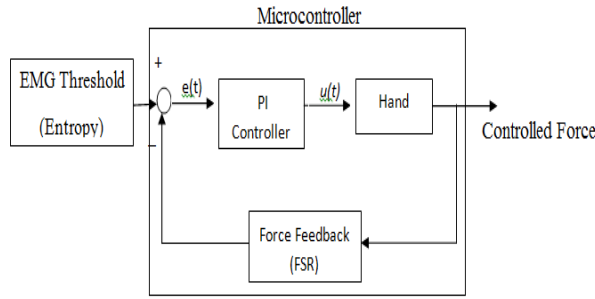 Microcontroller
EMG Threshold
(Entropy)
+
e(t)
PI
Controller
u(t)
Hand
Controlled Force
–
Force Feedback
(FSR)